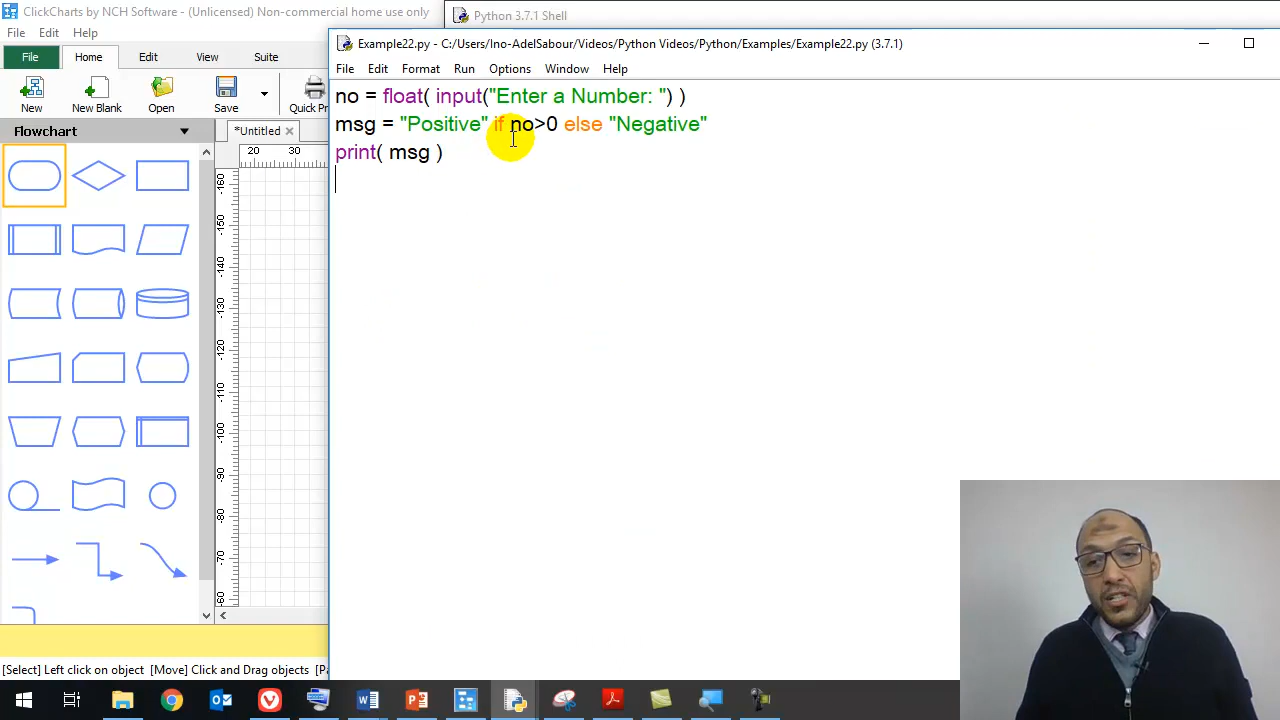 ClickCharts by NCH Software - (Unlicensed) Non-commercial home use only
Python 3.7.1 Shell
File Edit Help
Example22.py - C:/Users/Ino-AdelSabour/Videos/Python Videos/Python/Examples/Example22.py (3.7.1)
File Home Edit View Suite
File Edit Format Run Options Window Help
New New Blank Open Save Quick Pr
Flowchart
*Untitled
20 30
-160
-150
-140
-130
-120
-110
-100
-90
-80
-70
-60
no = float( input("Enter a Number: ") )
msg = "Positive" if no>0 else "Negative"
print( msg )
[Select] Left click on object [Move] Click and Drag objects [Pa